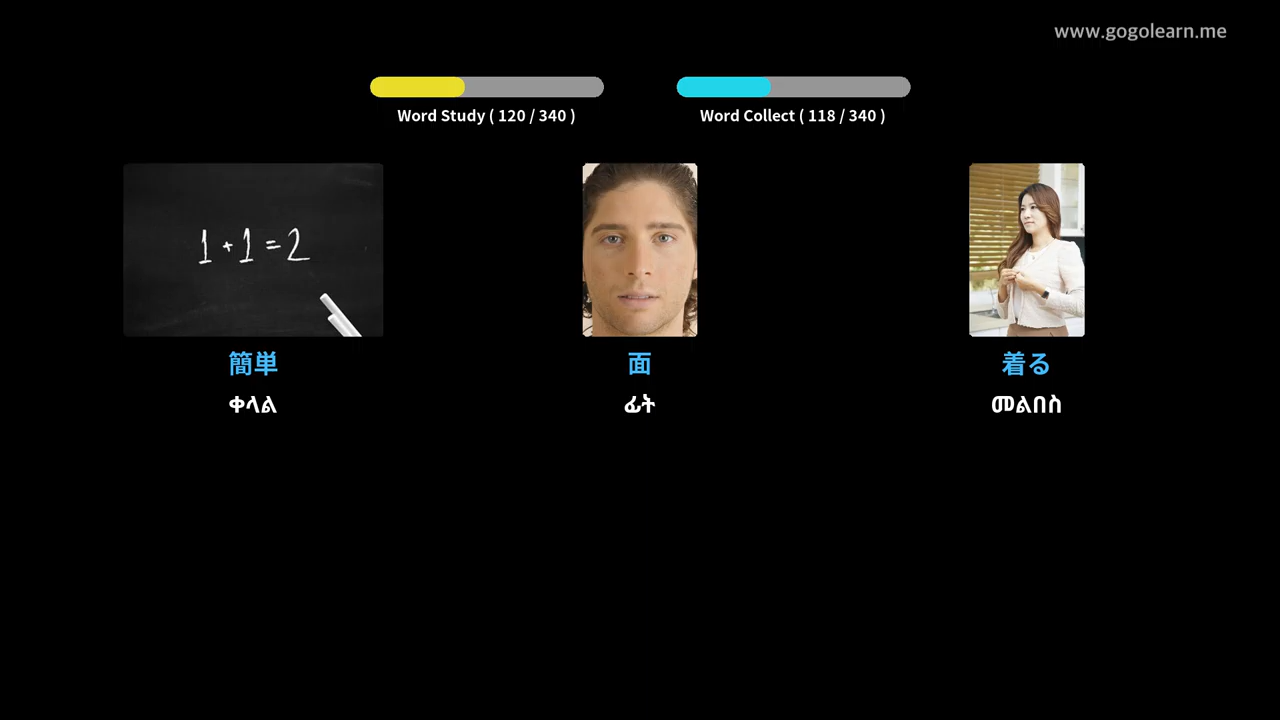 www.gogolearn.me
Word Study ( 120 / 340 )
Word Collect ( 118 / 340 )
1 + 1 = 2
簡単
面
着る
ቀላል
ፊት
መልበስ